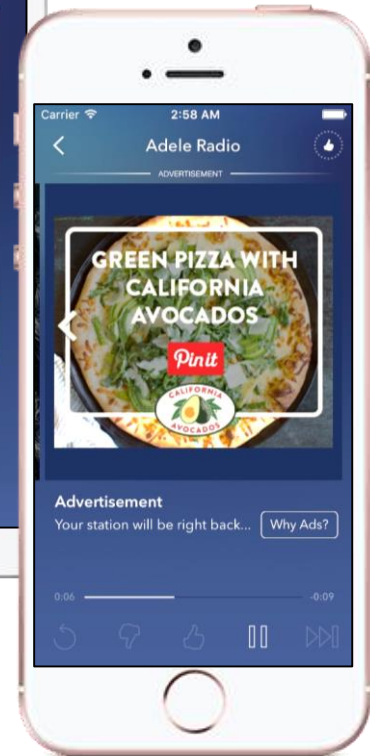 Carrier 2:58 AM
Adele Radio
ADVERTISEMENT
GREEN PIZZA WITH
CALIFORNIA
AVOCADOS
Pin it
CALIFORNIA
AVOCADOS
Advertisement
Your station will be right back... Why Ads?
0:06 -0:09